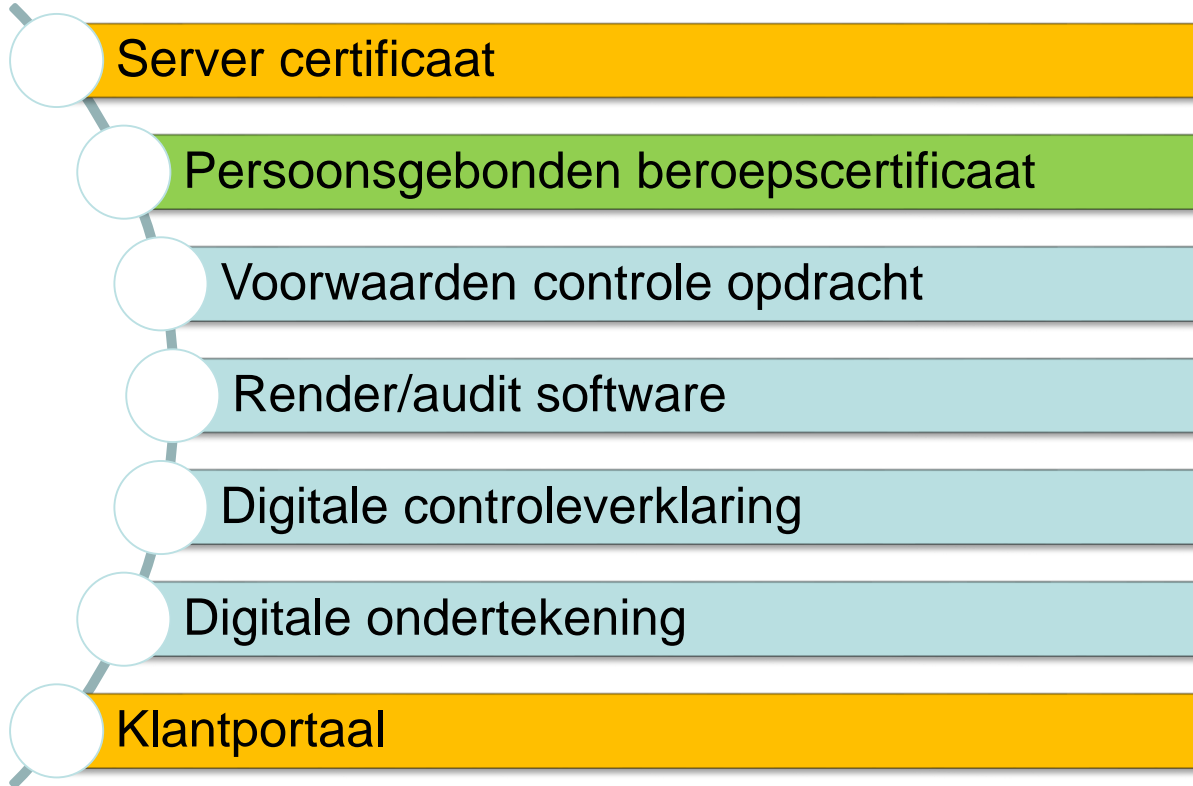 Server certificaat
Persoonsgebonden beroepscertificaat
Voorwaarden controle opdracht
Render/audit software
Digitale controleverklaring
Digitale ondertekening
Klantportaal